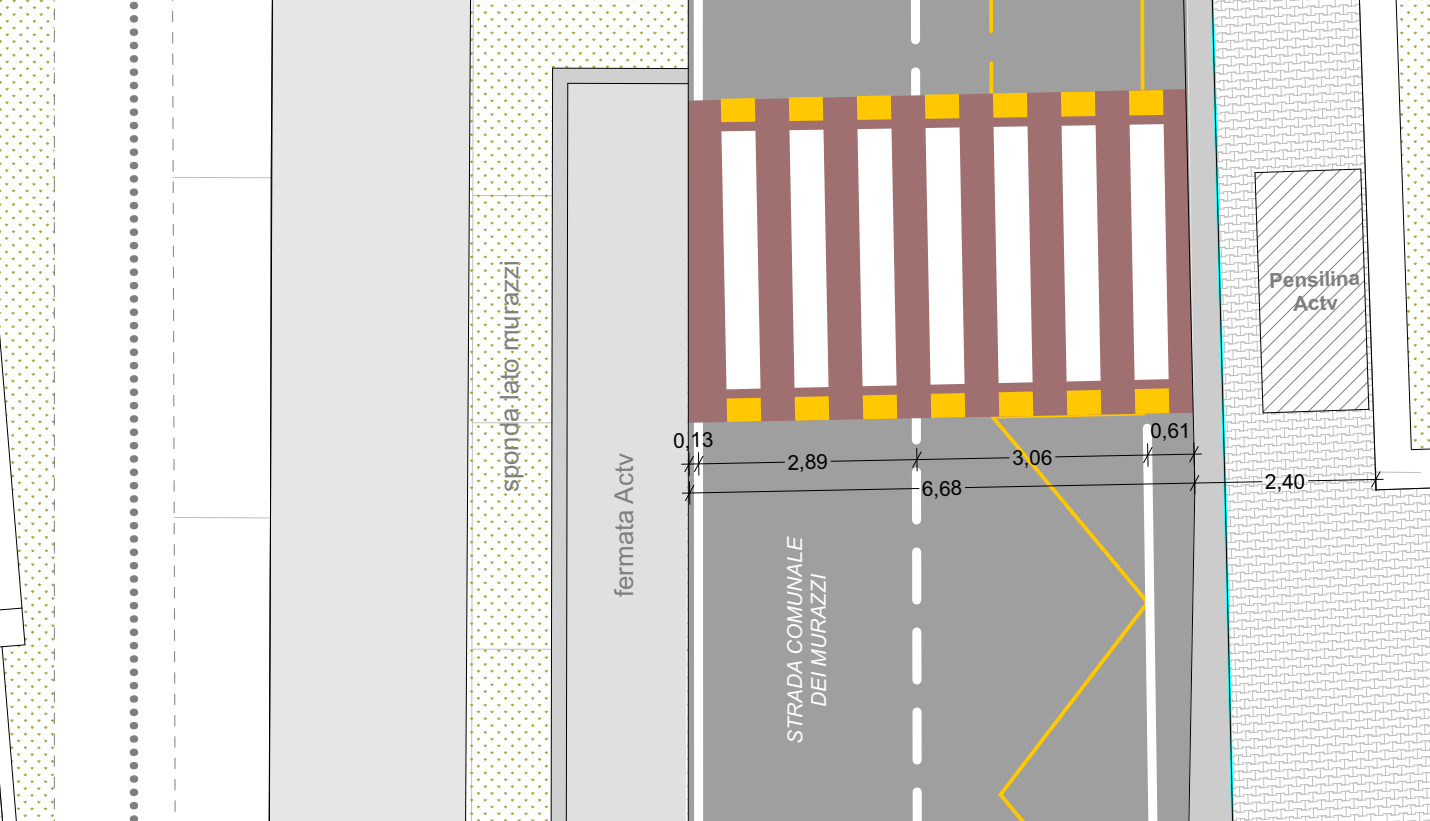 sponda lato murazzi
fermata Actv
Pensilina
Actv
0,13
2,89
3,06
0,61
6,68
2,40
STRADA COMUNALE
DEI MURAZZI